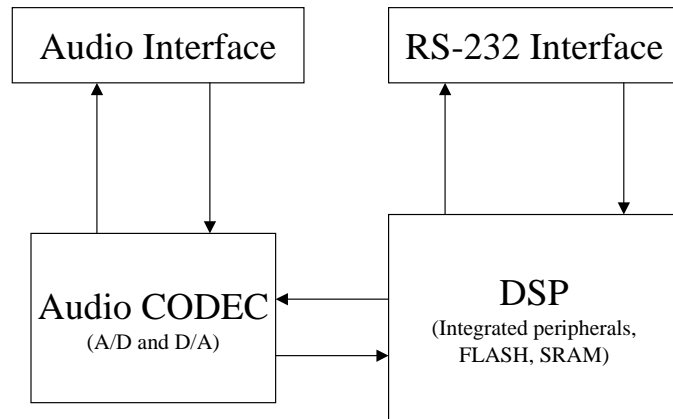 Audio Interface
RS-232 Interface
Audio CODEC
(A/D and D/A)
DSP
(Integrated peripherals,
FLASH, SRAM)